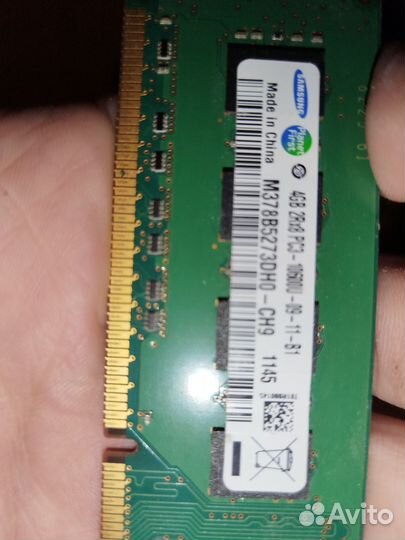 SAMSUNG
Planet First
4GB 2Rx8 PC3-10600U-09-11-B1
Made in China
M378B5273DH0-CH9 1145
Avito